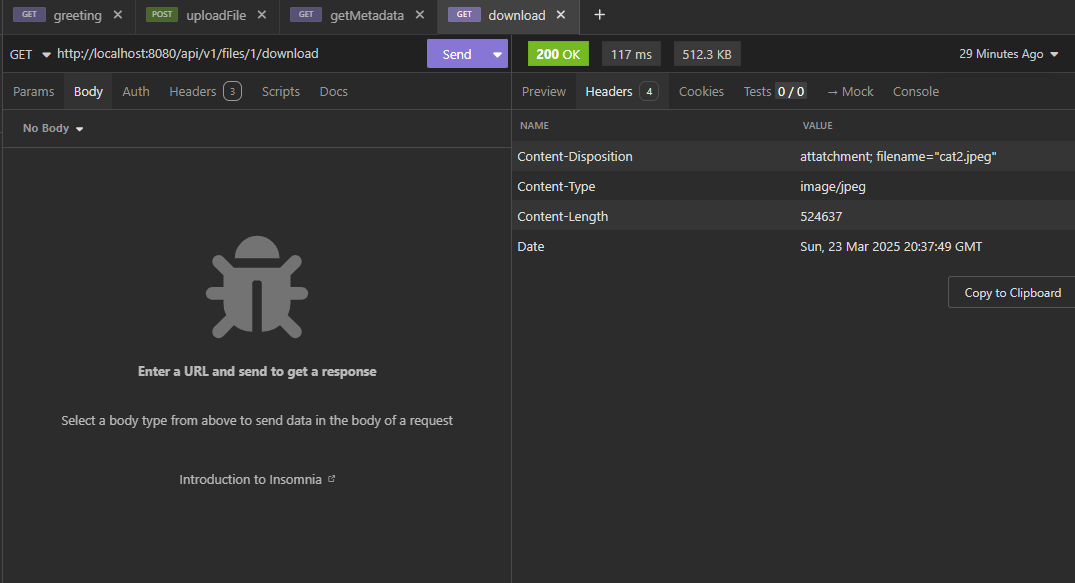 GET greeting × POST uploadFile × GET getMetadata × GET download × +
GET http://localhost:8080/api/v1/files/1/download Send
200 OK 117 ms 512.3 KB 29 Minutes Ago
Params Body Auth Headers 3 Scripts Docs
Preview Headers 4 Cookies Tests 0 / 0 → Mock Console
No Body
NAME VALUE
Content-Disposition attatchment; filename="cat2.jpeg"
Content-Type image/jpeg
Content-Length 524637
Date Sun, 23 Mar 2025 20:37:49 GMT
Copy to Clipboard
Enter a URL and send to get a response
Select a body type from above to send data in the body of a request
Introduction to Insomnia